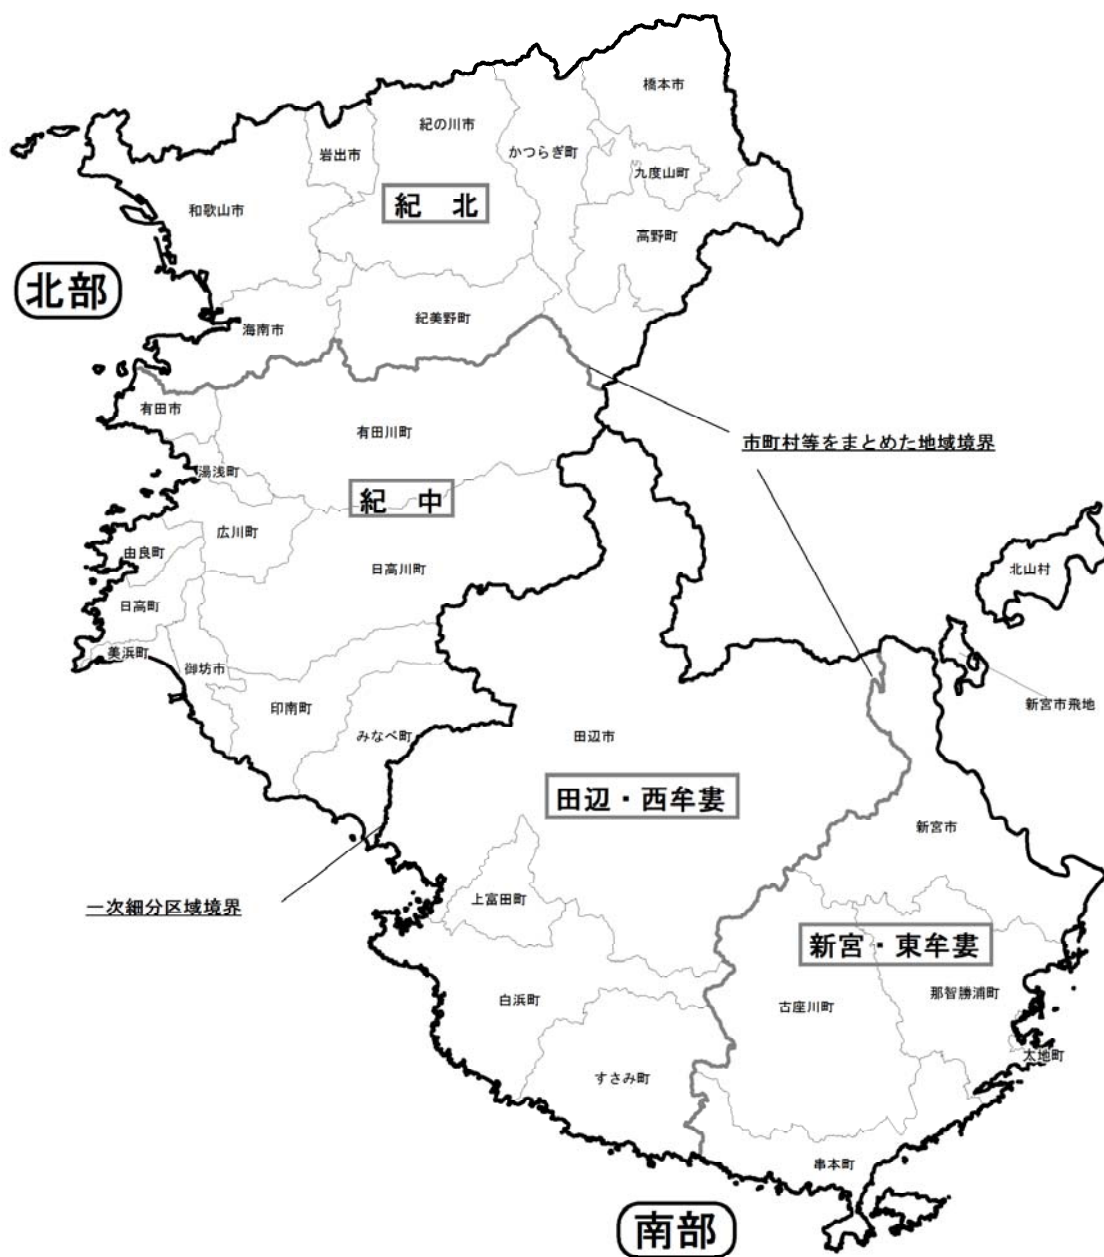 橋本市
紀の川市
かつらぎ町
岩出市
九度山町
和歌山市
紀　北
高野町
北部
紀美野町
海南市
有田市
有田川町
市町村等をまとめた地域境界
湯浅町
紀　中
広川町
由良町
日高川町
北山村
日高町
美浜町
御坊市
新宮市飛地
印南町
みなべ町
田辺市
田辺・西牟婁
新宮市
上富田町
一次細分区域境界
新宮・東牟婁
那智勝浦町
白浜町
古座川町
太地町
すさみ町
串本町
南部